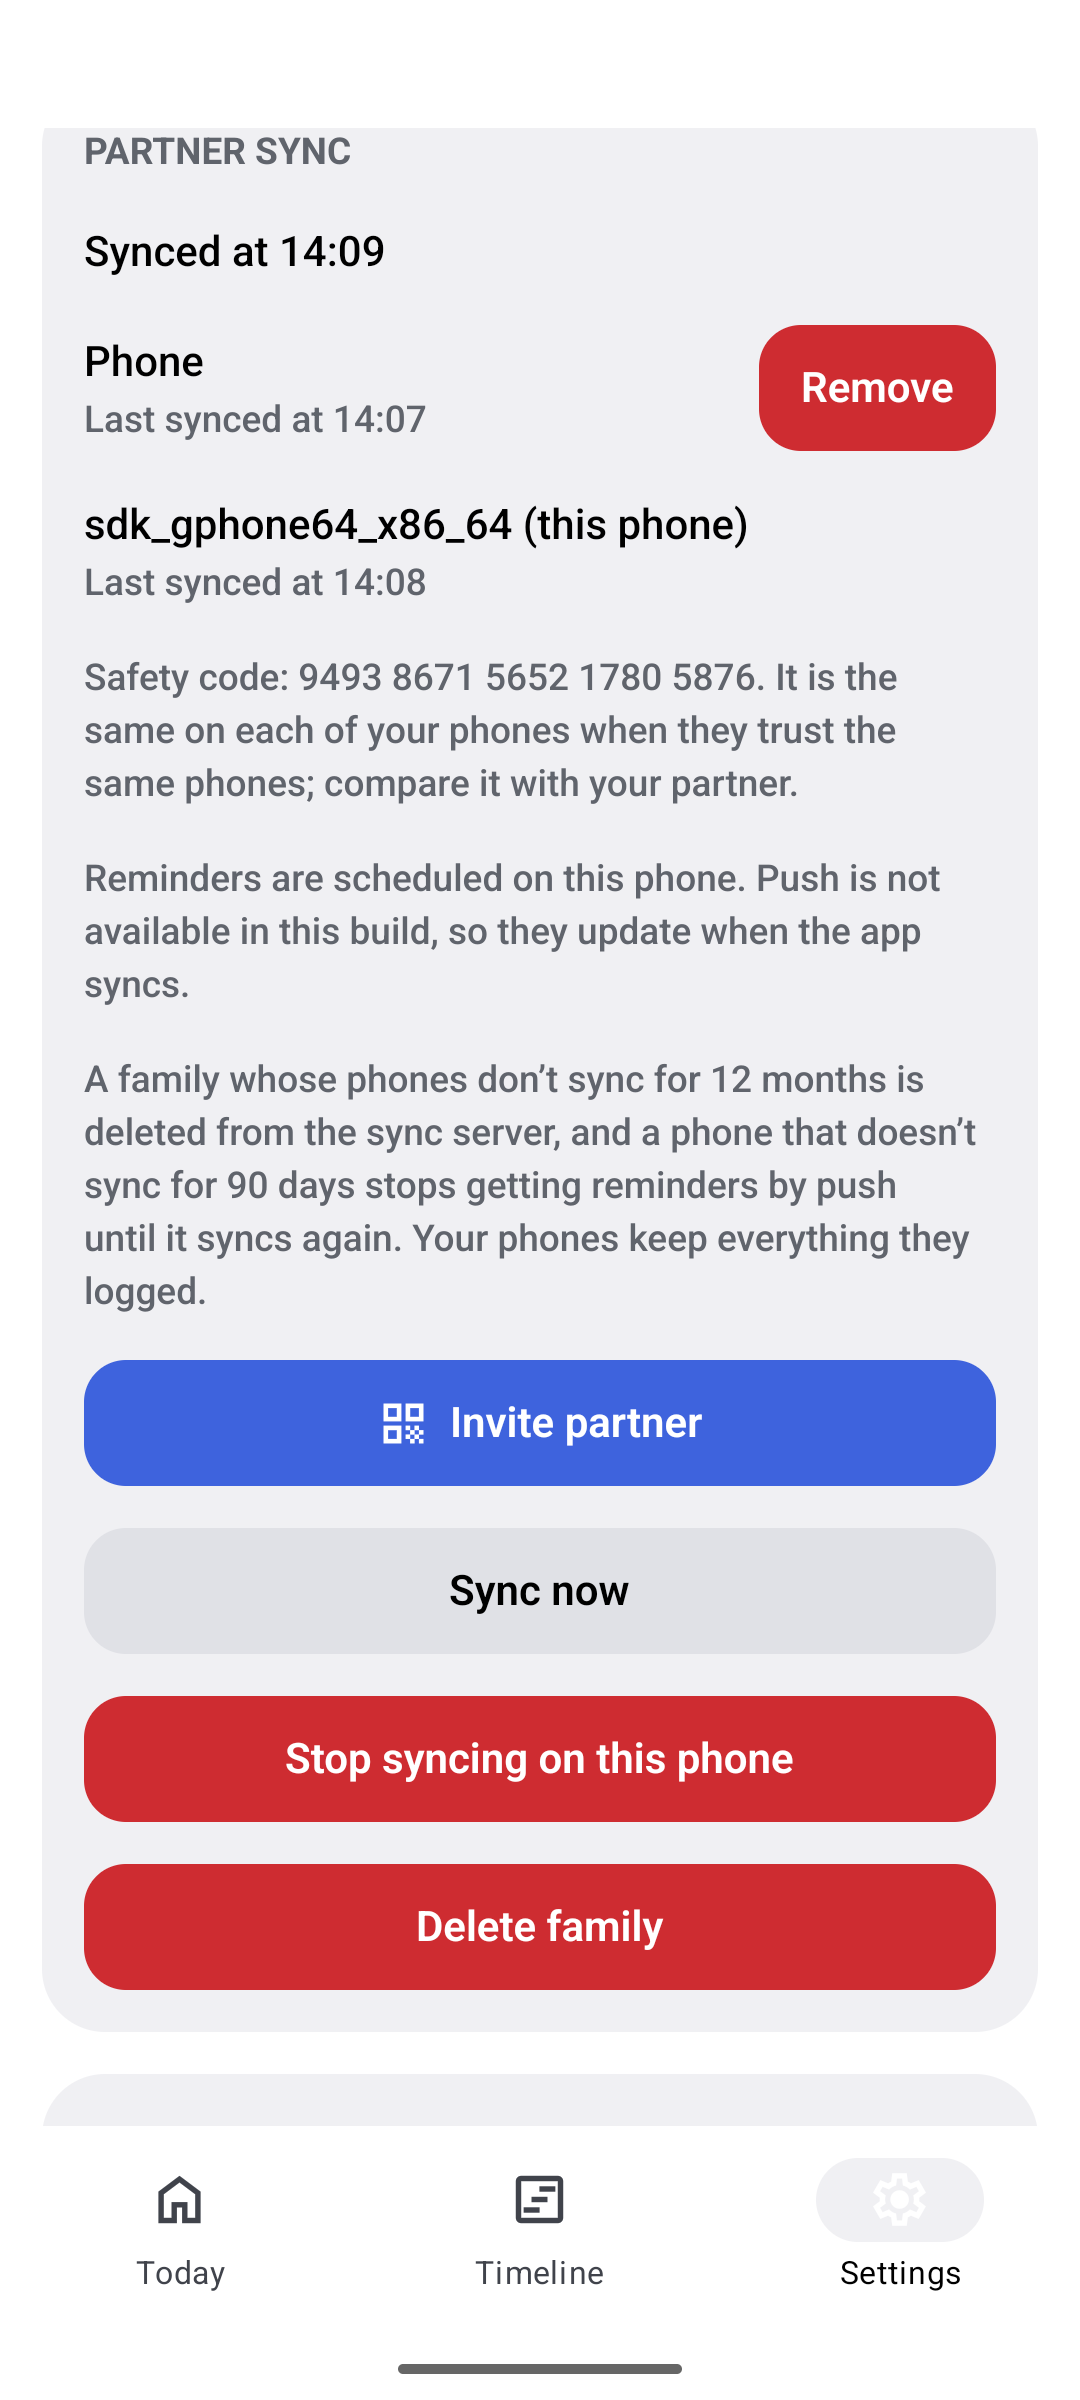 PARTNER SYNC
Synced at 14:09
Phone
Last synced at 14:07
Remove
sdk_gphone64_x86_64 (this phone)
Last synced at 14:08
Safety code: 9493 8671 5652 1780 5876. It is the
same on each of your phones when they trust the
same phones; compare it with your partner.
Reminders are scheduled on this phone. Push is not
available in this build, so they update when the app
syncs.
A family whose phones don’t sync for 12 months is
deleted from the sync server, and a phone that doesn’t
sync for 90 days stops getting reminders by push
until it syncs again. Your phones keep everything they
logged.
Invite partner
Sync now
Stop syncing on this phone
Delete family
Today
Timeline
Settings